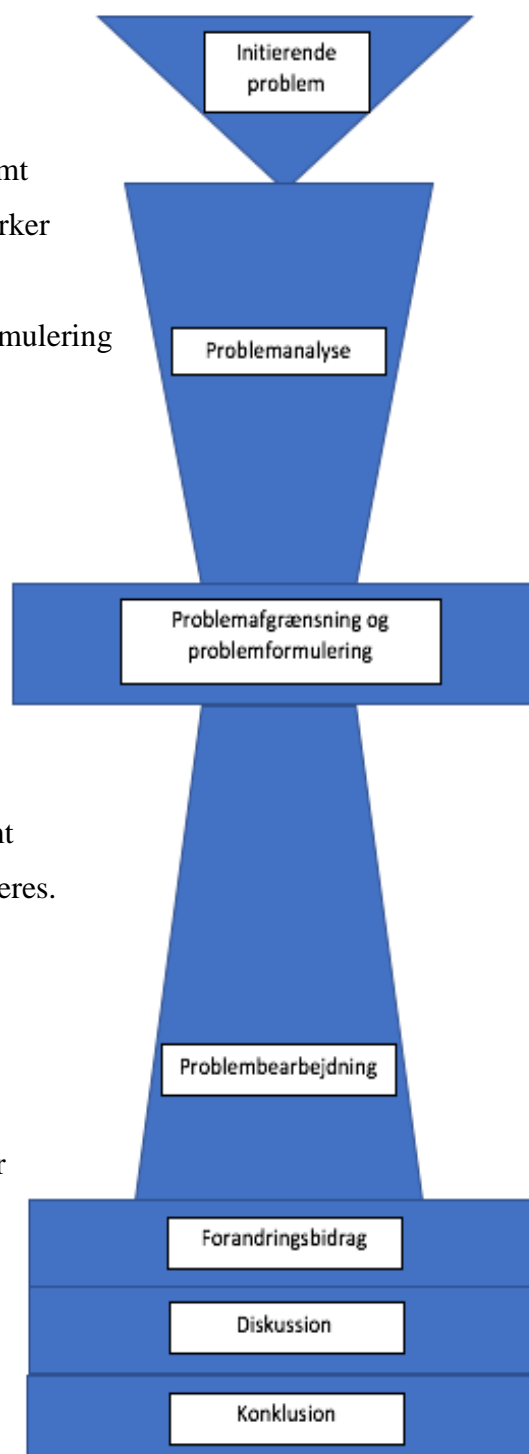 Initierende
problem
mt
rker
mulering
Problemanalyse
Problemafgrænsning og
problemformulering
nt
eres.
Problembearbejdning
r
Forandringsbidrag
Diskussion
Konklusion